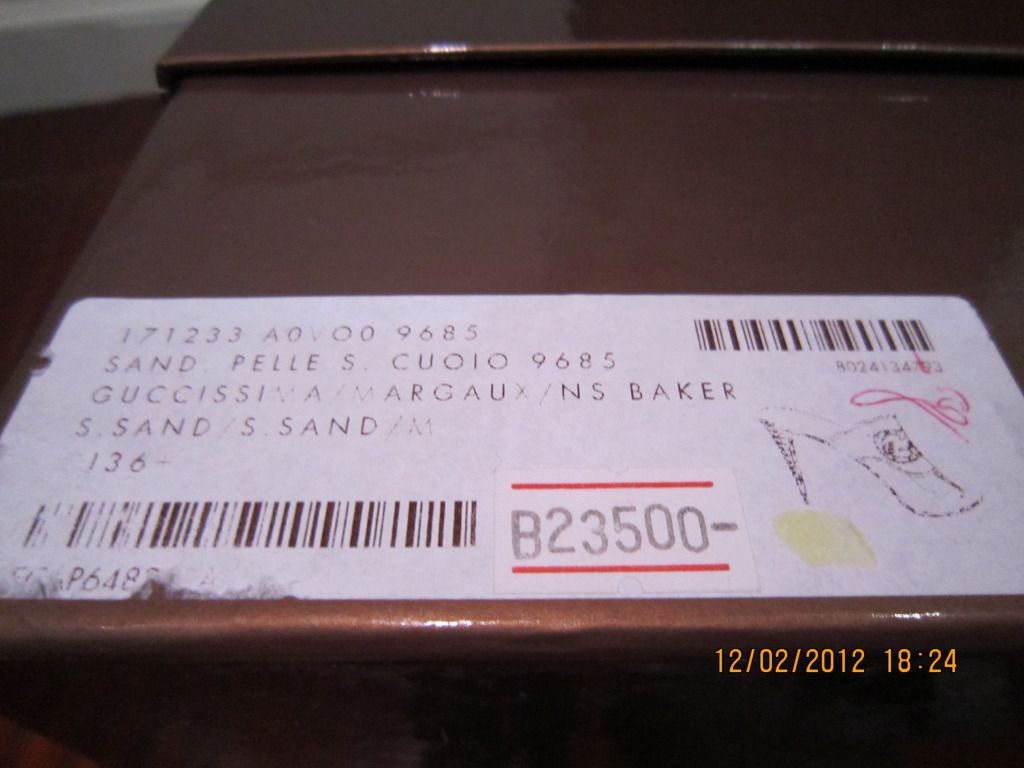 171233 A0VO0 9685
SAND. PELLE S. CUOIO 9685
GUCCISSIMA/MARGAUX/NS BAKER
S.SAND/S.SAND/M
136+
B23500-
12/02/2012 18:24